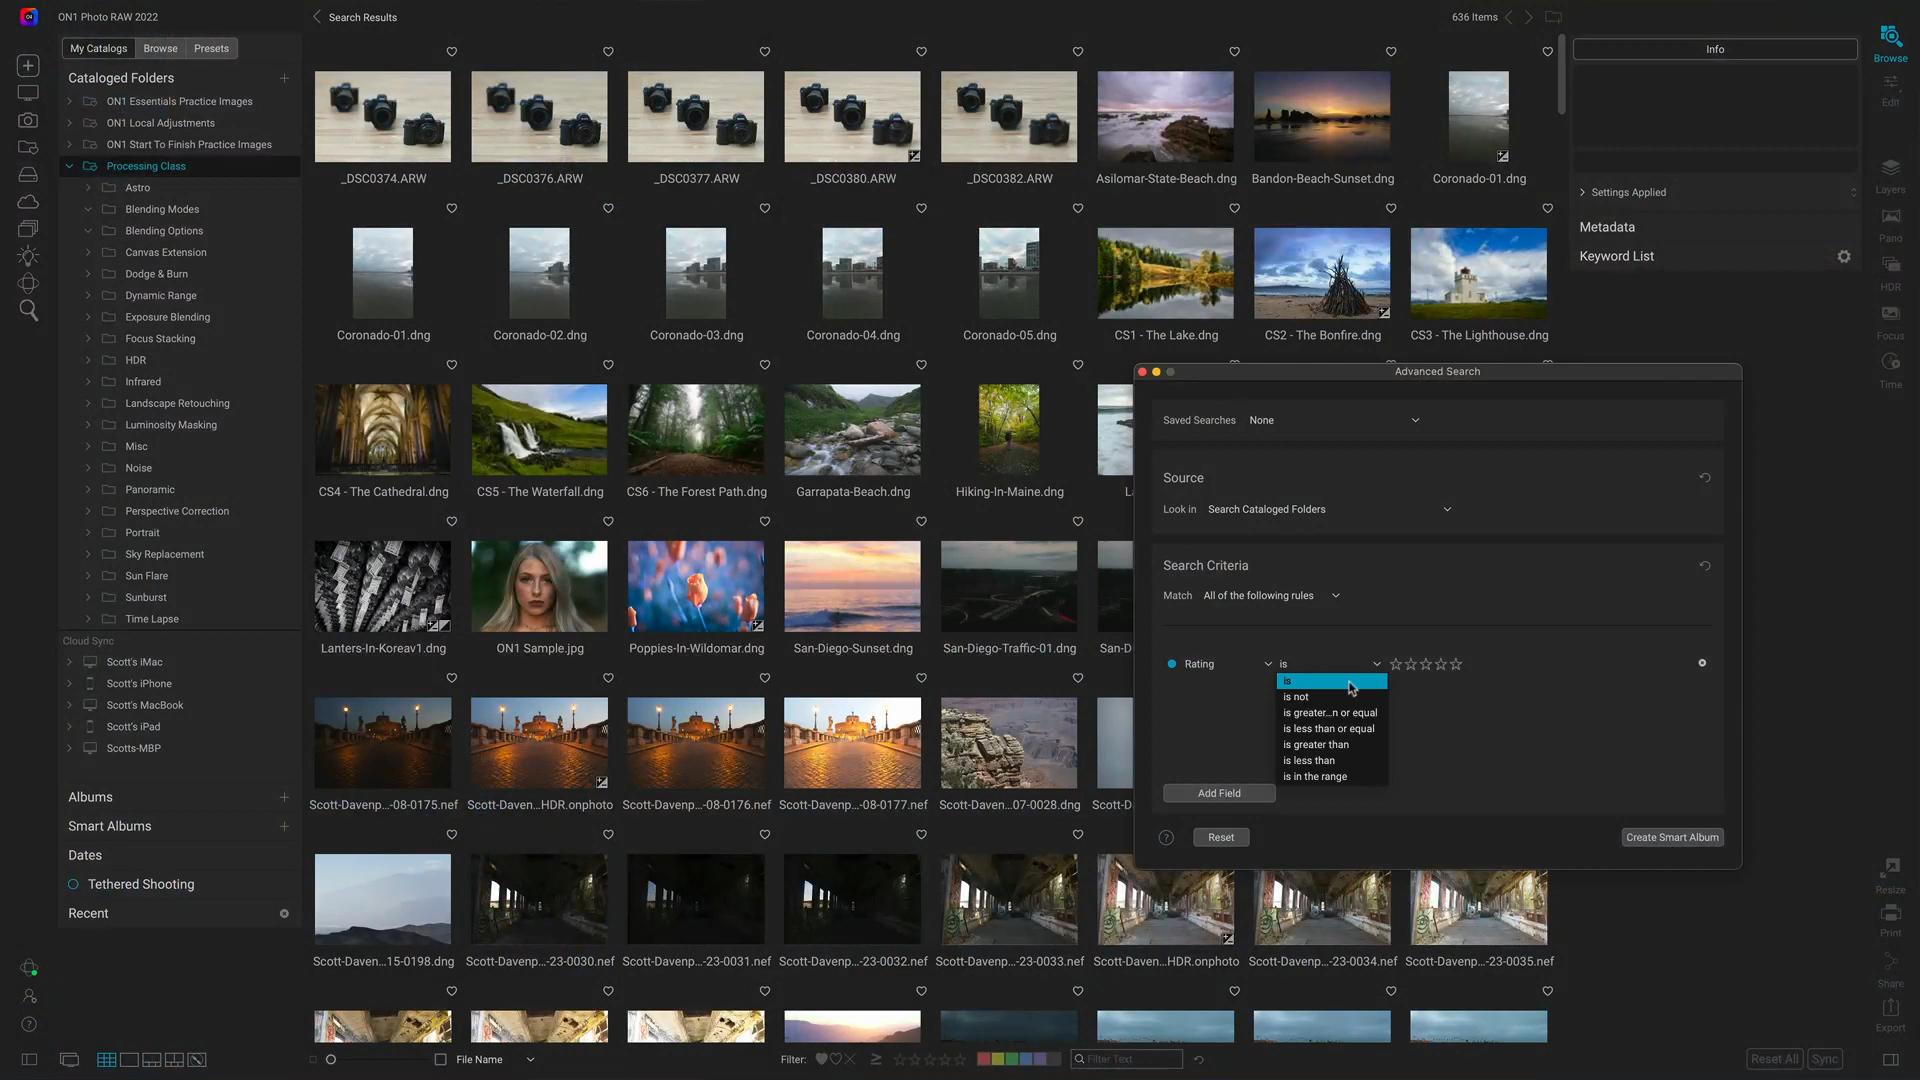 ON1 Photo RAW 2022
Search Results
636 Items
My Catalogs
Browse
Presets
Cataloged Folders
ON1 Essentials Practice Images
ON1 Local Adjustments
ON1 Start To Finish Practice Images
Processing Class
Astro
Blending Modes
Blending Options
Canvas Extension
Dodge & Burn
Dynamic Range
Exposure Blending
Focus Stacking
HDR
Infrared
Landscape Retouching
Luminosity Masking
Misc
Noise
Panoramic
Perspective Correction
Portrait
Sky Replacement
Sun Flare
Sunburst
Time Lapse
Cloud Sync
Scott's iMac
Scott's iPhone
Scott's MacBook
Scott's iPad
Scotts-MBP
Albums
Smart Albums
Dates
Tethered Shooting
Recent
_DSC0374.ARW
_DSC0376.ARW
_DSC0377.ARW
_DSC0380.ARW
_DSC0382.ARW
Asilomar-State-Beach.dng
Bandon-Beach-Sunset.dng
Coronado-01.dng
Coronado-01.dng
Coronado-02.dng
Coronado-03.dng
Coronado-04.dng
Coronado-05.dng
CS1 - The Lake.dng
CS2 - The Bonfire.dng
CS3 - The Lighthouse.dng
CS4 - The Cathedral.dng
CS5 - The Waterfall.dng
CS6 - The Forest Path.dng
Garrapata-Beach.dng
Hiking-In-Maine.dng
Lanters-In-Koreav1.dng
ON1 Sample.jpg
Poppies-In-Wildomar.dng
San-Diego-Sunset.dng
San-Diego-Traffic-01.dng
Scott-Davenp...-08-0175.nef
Scott-Daven...HDR.onphoto
Scott-Davenp...-08-0176.nef
Scott-Davenp...-08-0177.nef
Scott-Daven...07-0028.dng
Scott-D
Scott-Daven...15-0198.dng
Scott-Davenp...-23-0030.nef
Scott-Davenp...-23-0031.nef
Scott-Davenp...-23-0032.nef
Scott-Davenp...-23-0033.nef
Scott-Daven...HDR.onphoto
Scott-Davenp...-23-0034.nef
Scott-Davenp...-23-0035.nef
Advanced Search
Saved Searches None
Source
Look in Search Cataloged Folders
Search Criteria
Match All of the following rules
Rating
is
is
is not
is greater...n or equal
is less than or equal
is greater than
is less than
is in the range
Add Field
Reset
Create Smart Album
Info
Settings Applied
Metadata
Keyword List
Browse
Edit
Layers
Pano
HDR
Focus
Time
Resize
Print
Share
Export
File Name
Filter:
Filter Text
Reset All
Sync